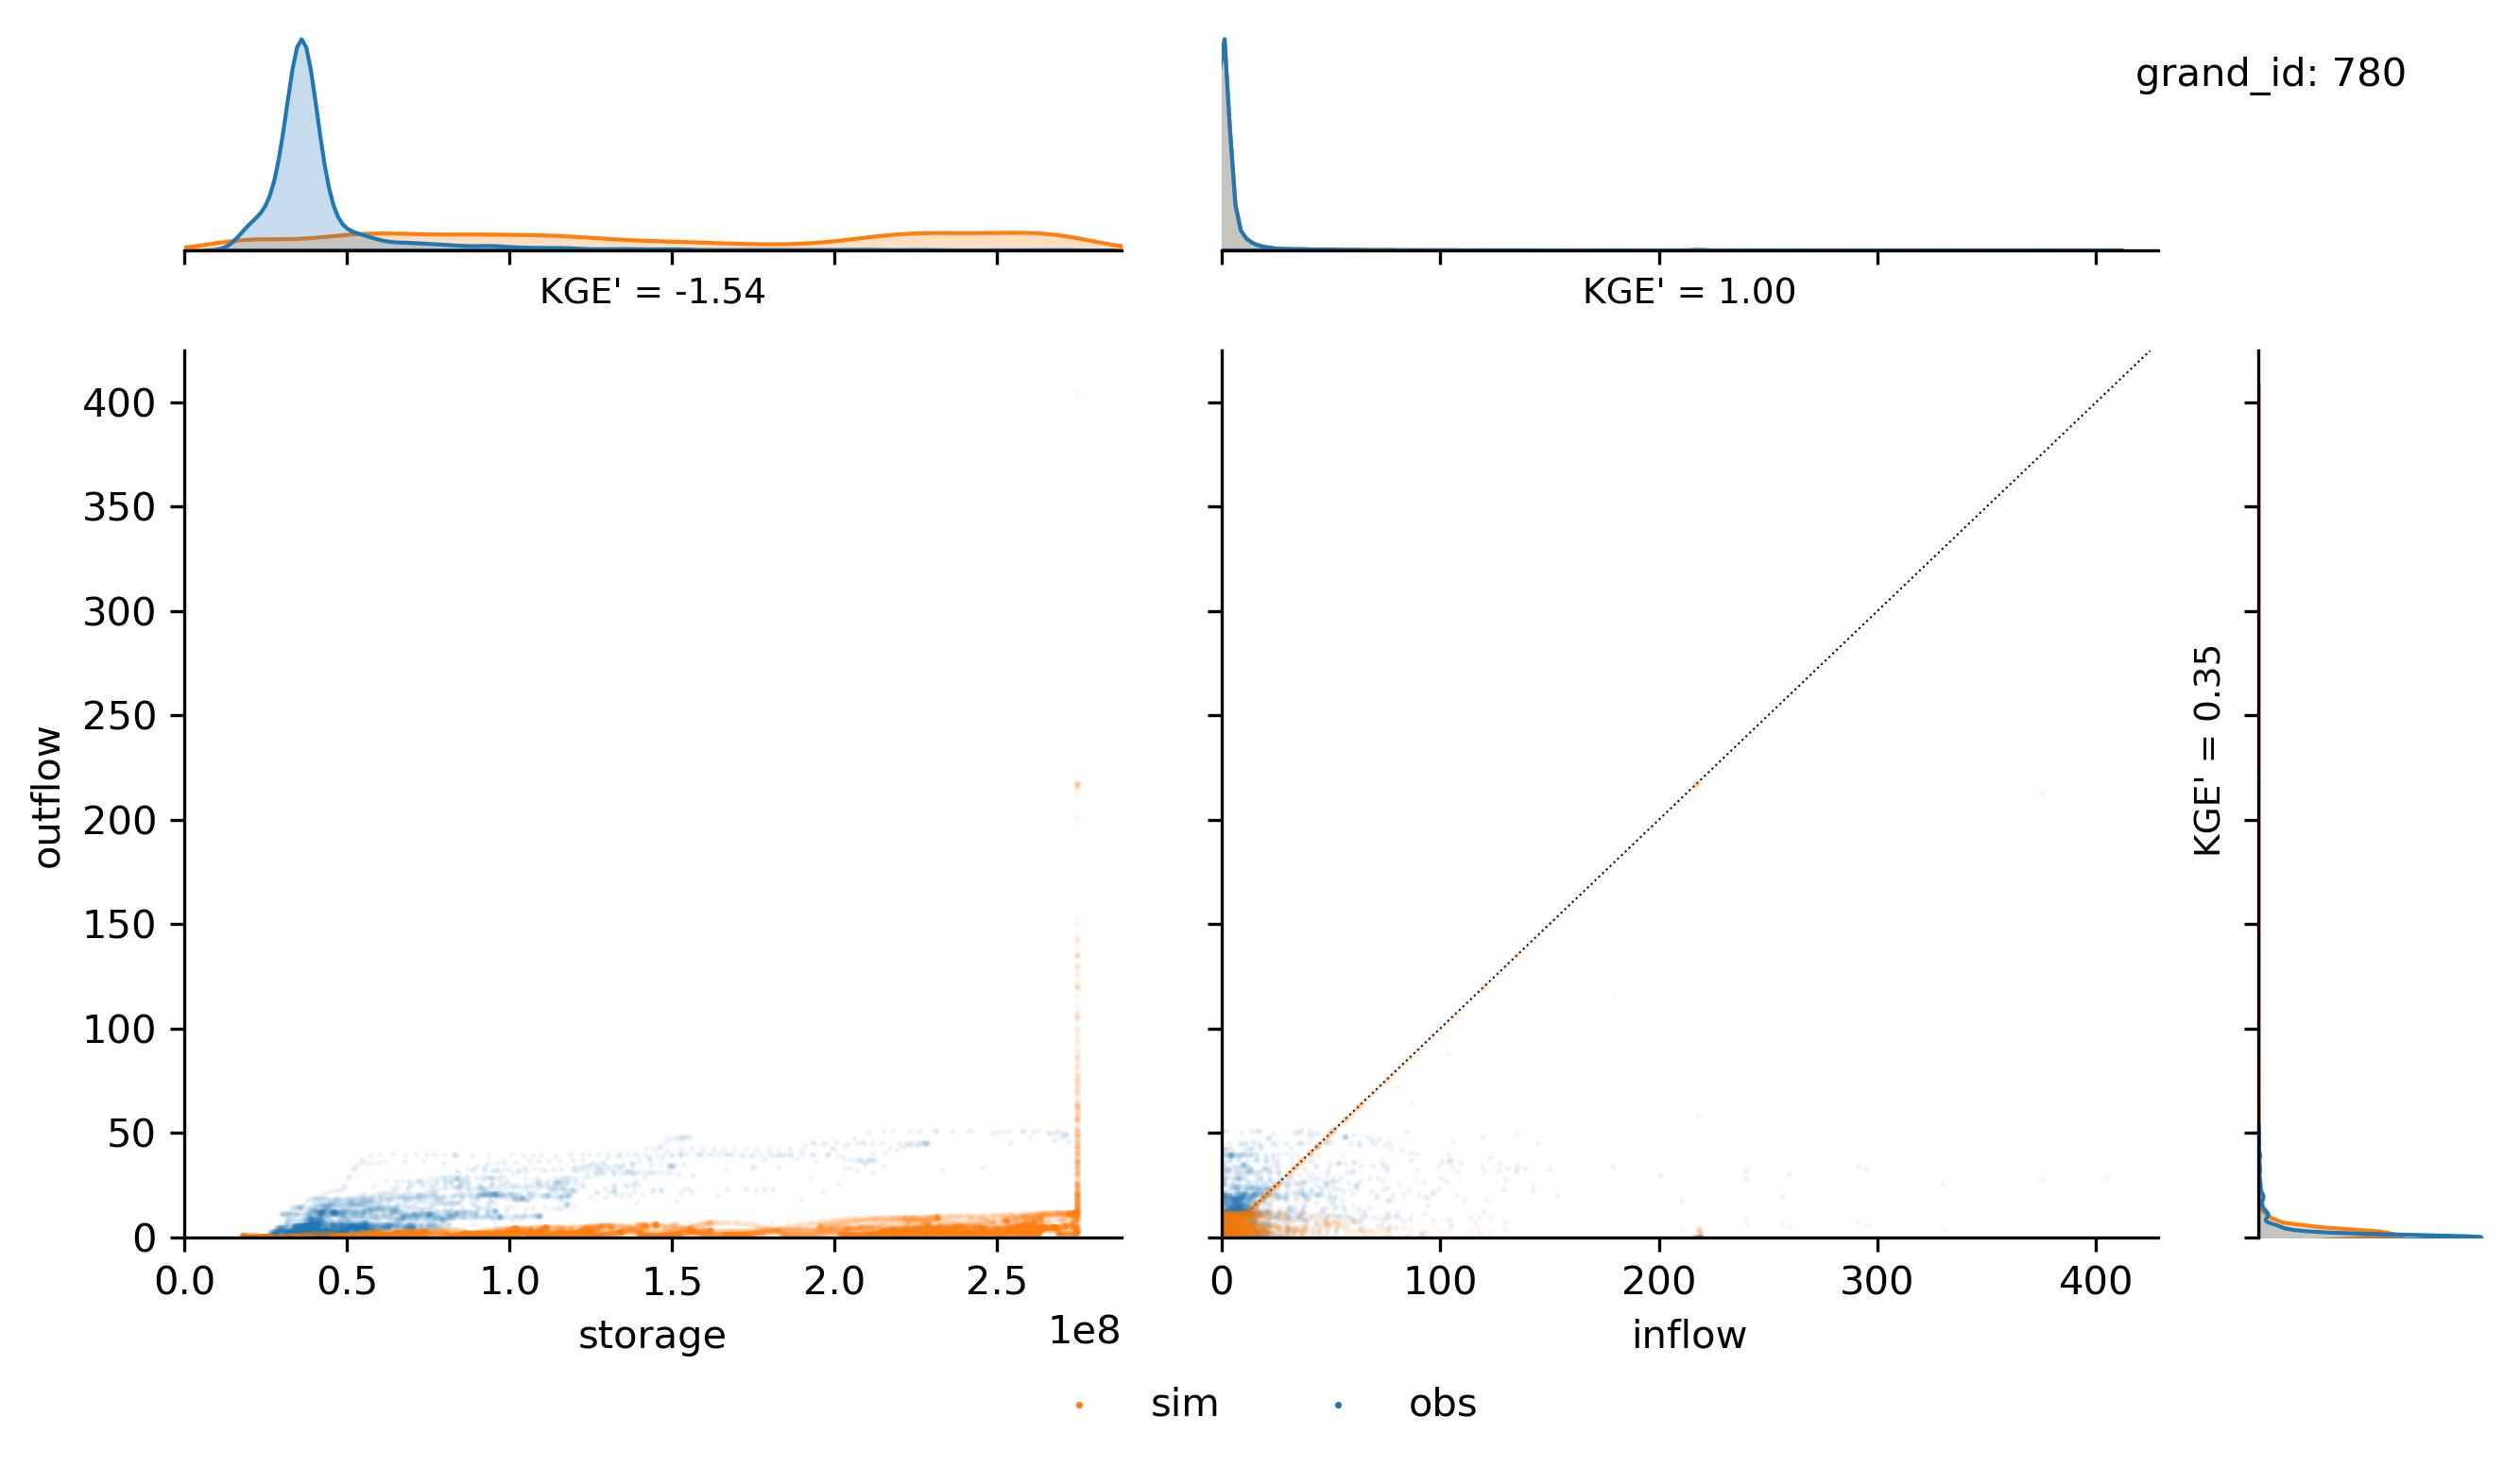 grand_id: 780
KGE' = -1.54
KGE' = 1.00
400
350
300
250
200
150
100
50
0
outflow
KGE' = 0.35
0.0 0.5 1.0 1.5 2.0 2.5
0 100 200 300 400
storage
1e8
inflow
sim obs